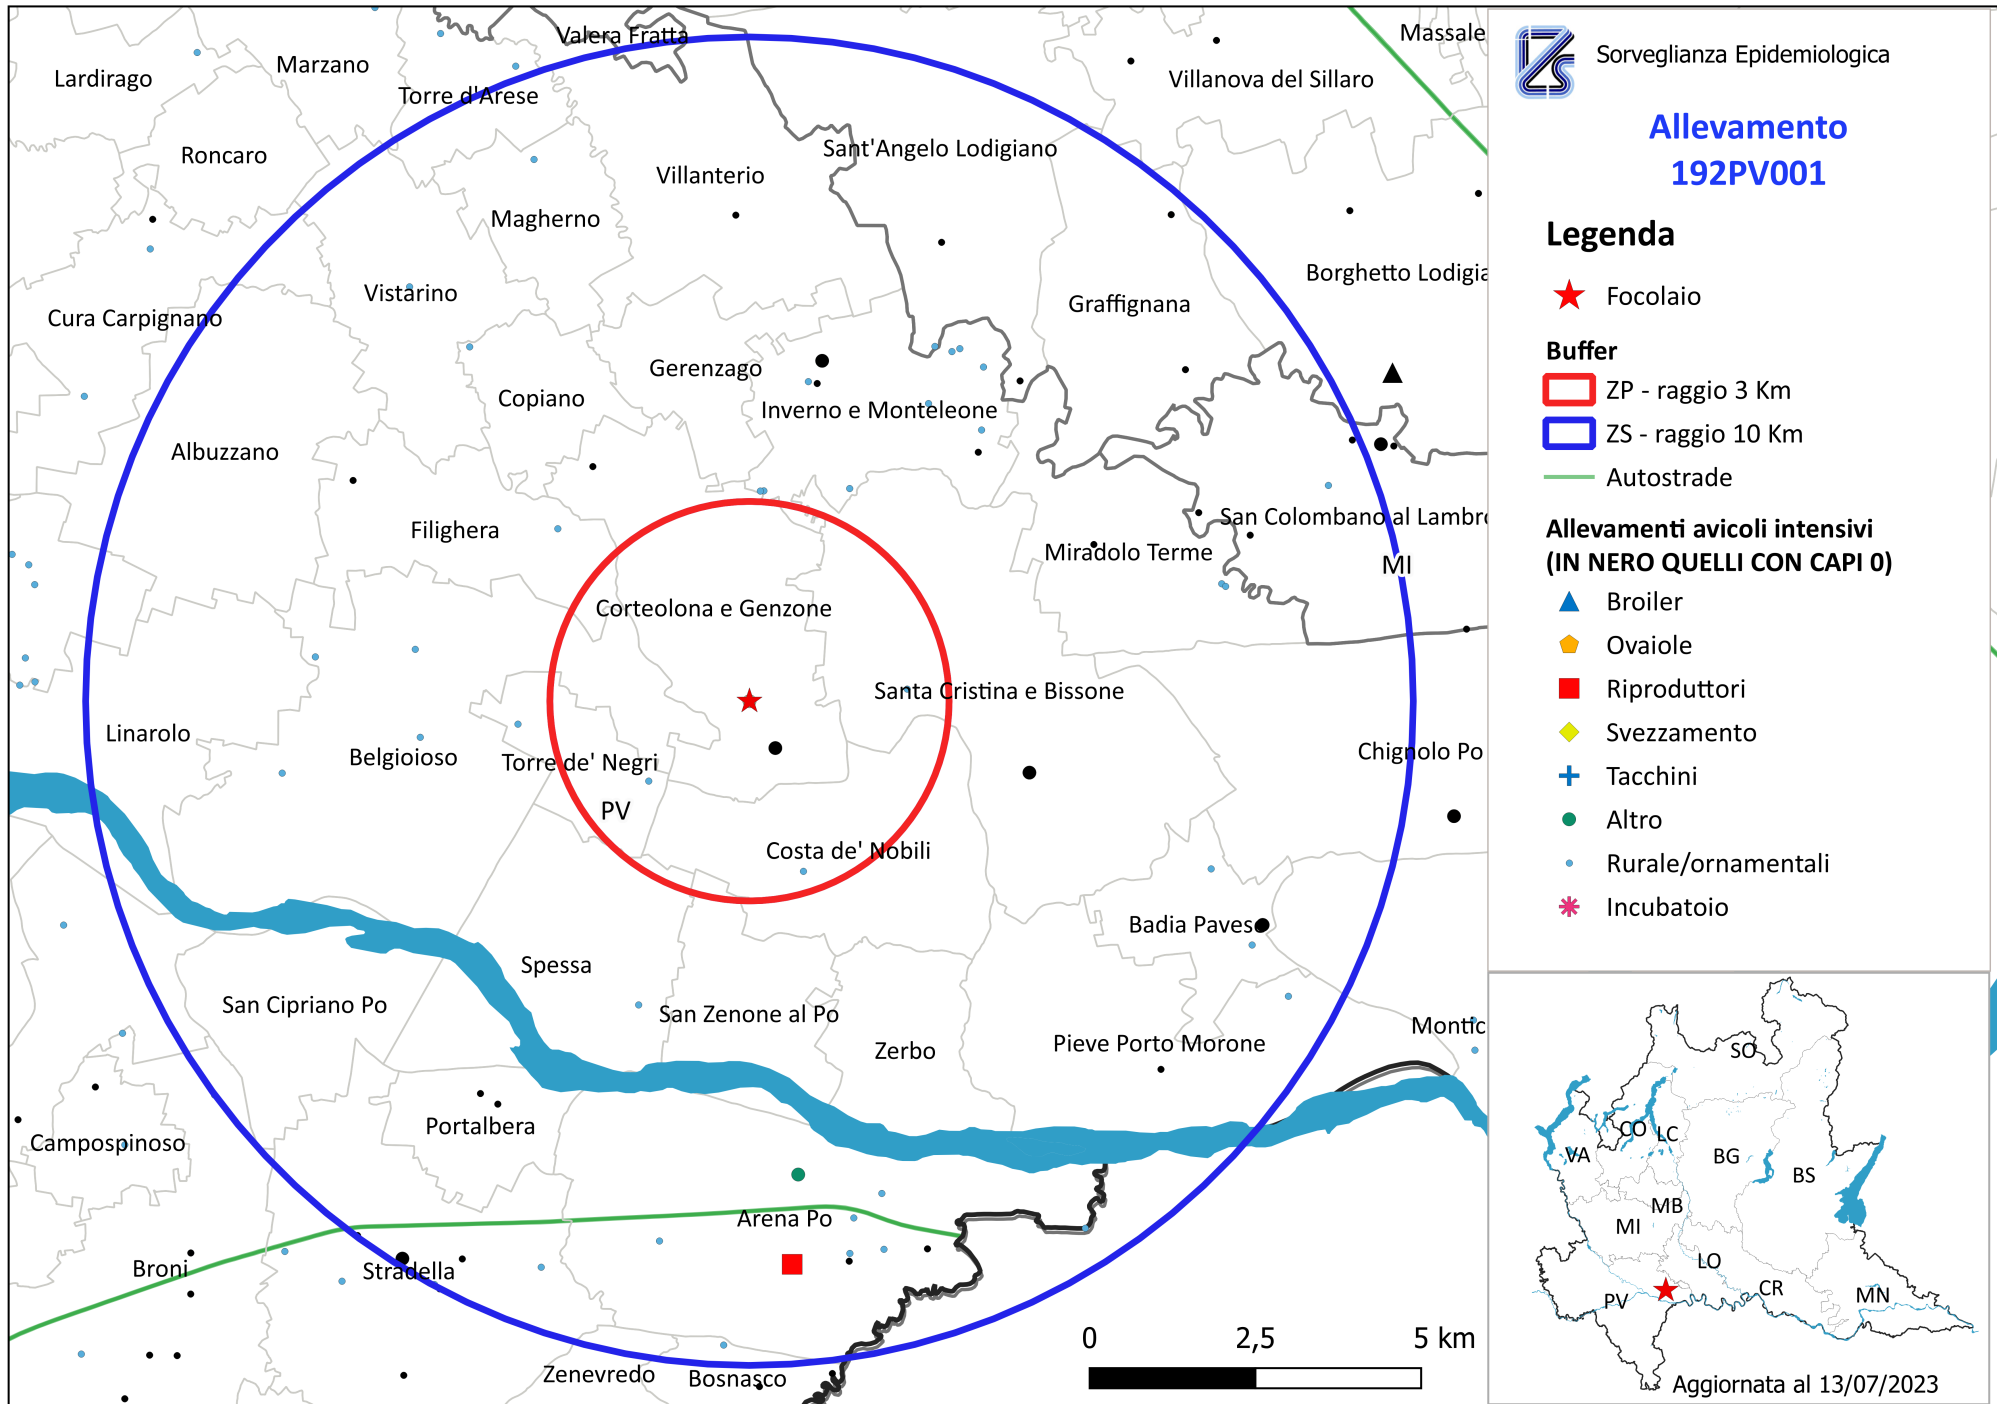 Valera Fratta
Massale
Lardirago
Marzano
Villanova del Sillaro
Torre d'Arese
Roncaro
Sant'Angelo Lodigiano
Villanterio
Magherno
Borghetto Lodigia
Vistarino
Graffignana
Cura Carpignano
Gerenzago
Copiano
Inverno e Monteleone
Albuzzano
San Colombano al Lambro
Filighera
Miradolo Terme
MI
Corteolona e Genzone
Santa Cristina e Bissone
Linarolo
Chignolo Po
Belgioioso
Torre de' Negri
PV
Costa de' Nobili
Badia Pavese
Spessa
San Cipriano Po
San Zenone al Po
Montic
Zerbo
Pieve Porto Morone
Portalbera
Campospinoso
Arena Po
Broni
Stradella
Zenevredo
Bosnasco
0 2,5 5 km
Sorveglianza Epidemiologica
Allevamento
192PV001
Legenda
Focolaio
Buffer
ZP - raggio 3 Km
ZS - raggio 10 Km
Autostrade
Allevamenti avicoli intensivi
(IN NERO QUELLI CON CAPI 0)
Broiler
Ovaiole
Riproduttori
Svezzamento
Tacchini
Altro
Rurale/ornamentali
Incubatoio
SO
CO
LC
VA
BG
BS
MB
MI
LO
CR
MN
PV
Aggiornata al 13/07/2023